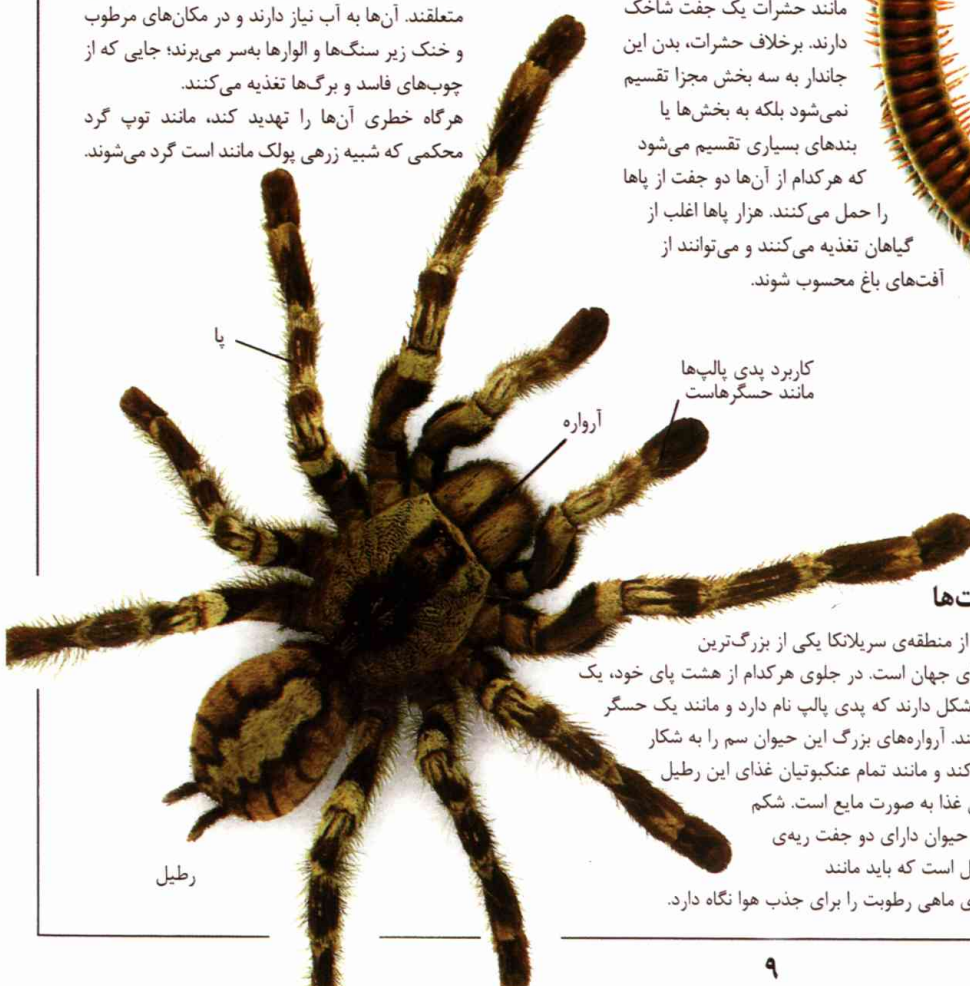 مانند حشرات یک جفت شاخک
دارند. برخلاف حشرات، بدن این
جاندار به سه بخش مجزا تقسیم
نمی‌شود بلکه به بخش‌ها یا
بندهای بسیاری تقسیم می‌شود
که هرکدام از آن‌ها دو جفت از پاها
را حمل می‌کنند. هزار پاها اغلب از
گیاهان تغذیه می‌کنند و می‌توانند از
آفت‌های باغ محسوب شوند.
متعلقند. آن‌ها به آب نیاز دارند و در مکان‌های مرطوب
و خنک زیر سنگ‌ها و الوارها به‌سر می‌برند؛ جایی که از
چوب‌های فاسد و برگ‌ها تغذیه می‌کنند.
هرگاه خطری آن‌ها را تهدید کند، مانند توپ گرد
محکمی که شبیه زرهی پولک مانند است گرد می‌شوند.
پا
کاربرد پدی پالپ‌ها
مانند حسگرهاست
آرواره
از منطقه‌ی سریلانکا یکی از بزرگ‌ترین
جهان است. در جلوی هرکدام از هشت پای خود، یک
شکل دارند که پدی پالپ نام دارد و مانند یک حسگر
آرواره‌های بزرگ این حیوان سم را به شکار
کند و مانند تمام عنکبوتیان غذای این رطیل
غذا به صورت مایع است. شکم
حیوان دارای دو جفت ریه‌ی
است که باید مانند
ماهی رطوبت را برای جذب هوا نگاه دارد.
رطیل
۹